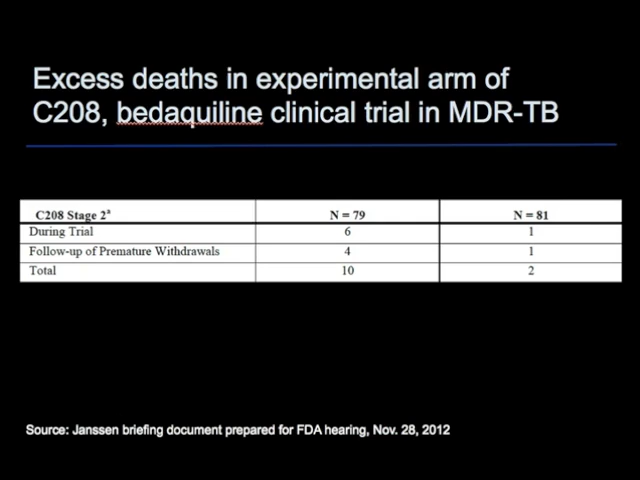 Excess deaths in experimental arm of
C208, bedaquiline clinical trial in MDR-TB
C208 Stage 2ª N = 79 N = 81
During Trial 6 1
Follow-up of Premature Withdrawals 4 1
Total 10 2
Source: Janssen briefing document prepared for FDA hearing, Nov. 28, 2012